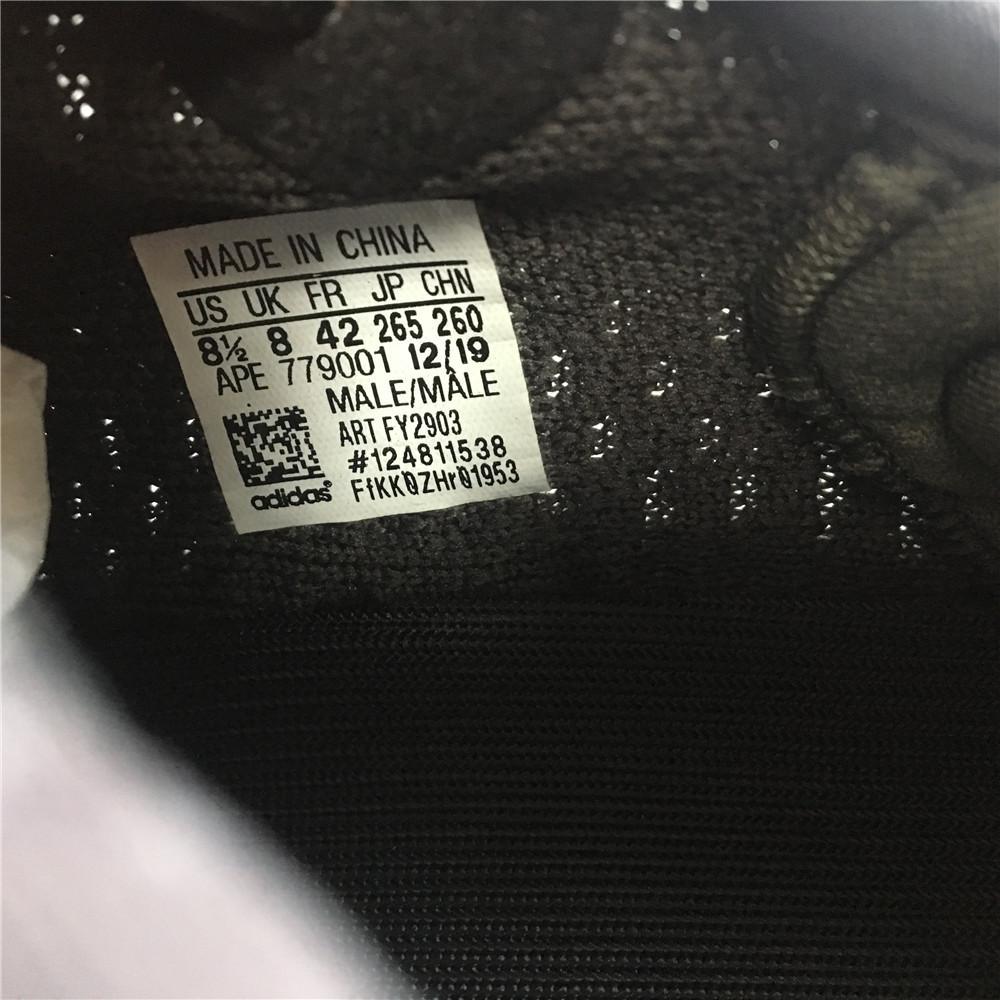 MADE IN CHINA
US UK FR JP CHN
8½ 8 42 265 260
APE 779001 12/19
MALE/MÂLE
ART FY2903
#124811538
FfKKQZHrQ1953
adidas®